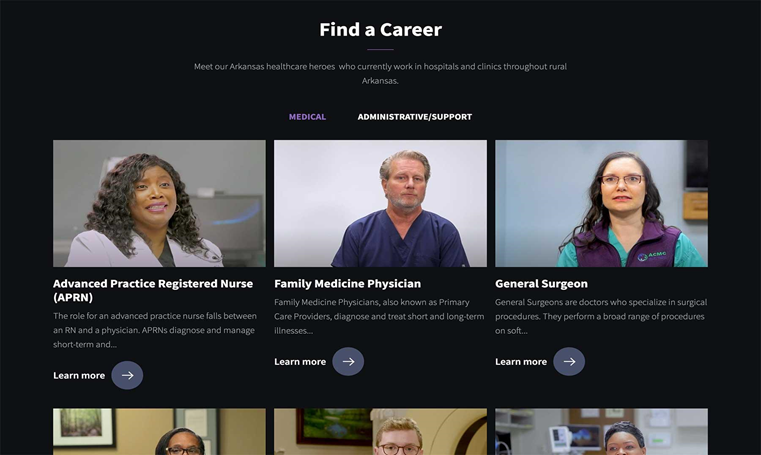 Find a Career
Meet our Arkansas healthcare heroes who currently work in hospitals and clinics throughout rural
Arkansas.
MEDICAL
ADMINISTRATIVE/SUPPORT
Advanced Practice Registered Nurse
(APRN)
The role for an advanced practice nurse falls between
an RN and a physician. APRNs diagnose and manage
short-term and...
Learn more
Family Medicine Physician
Family Medicine Physicians, also known as Primary
Care Providers, diagnose and treat short and long-term
illnesses...
Learn more
ACMC
General Surgeon
General Surgeons are doctors who specialize in surgical
procedures. They perform a broad range of procedures
on soft...
Learn more